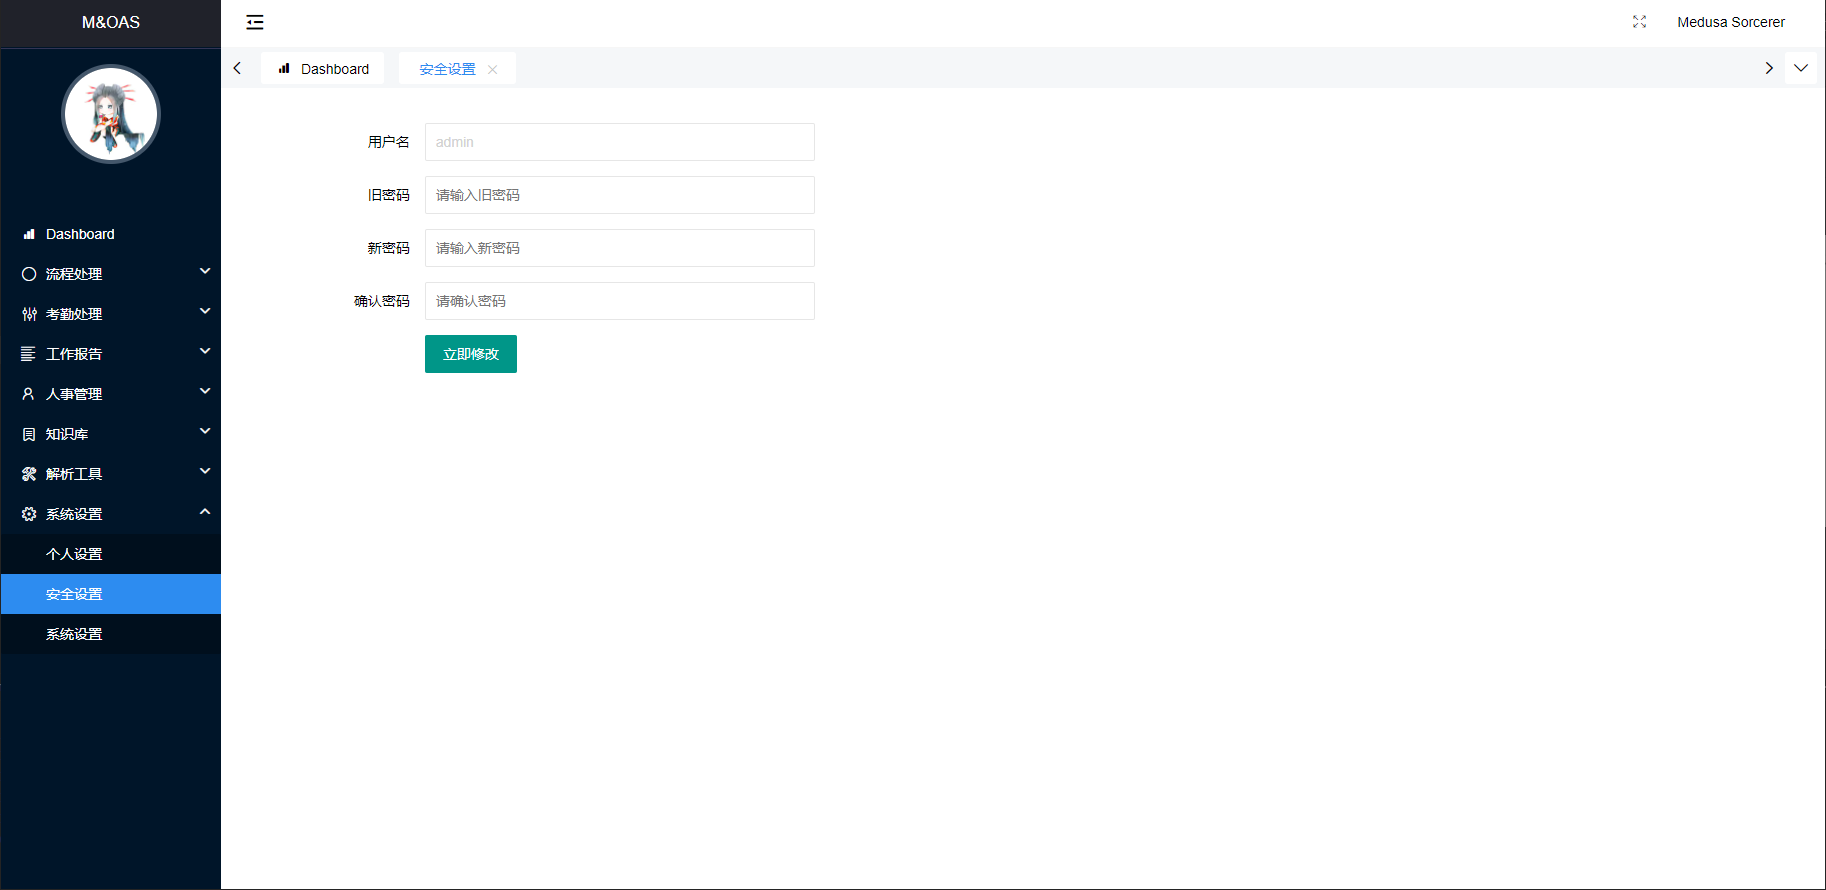 M&OAS
Medusa Sorcerer
Dashboard
安全设置
Dashboard
流程处理
考勤处理
工作报告
人事管理
知识库
解析工具
系统设置
个人设置
安全设置
系统设置
用户名 admin
旧密码 请输入旧密码
新密码 请输入新密码
确认密码 请确认密码
立即修改